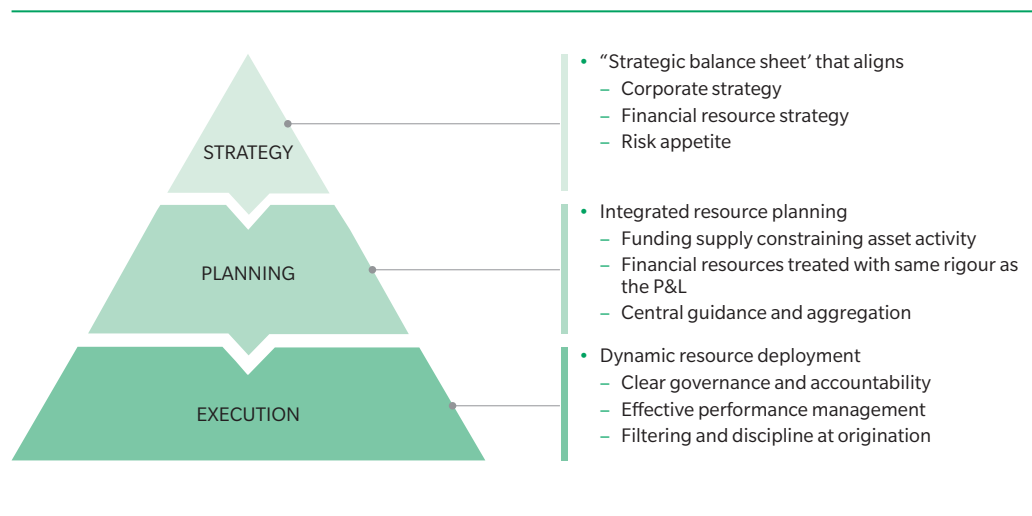 STRATEGY
• “Strategic balance sheet’ that aligns
– Corporate strategy
– Financial resource strategy
– Risk appetite
PLANNING
• Integrated resource planning
– Funding supply constraining asset activity
– Financial resources treated with same rigour as
the P&L
– Central guidance and aggregation
EXECUTION
• Dynamic resource deployment
– Clear governance and accountability
– Effective performance management
– Filtering and discipline at origination